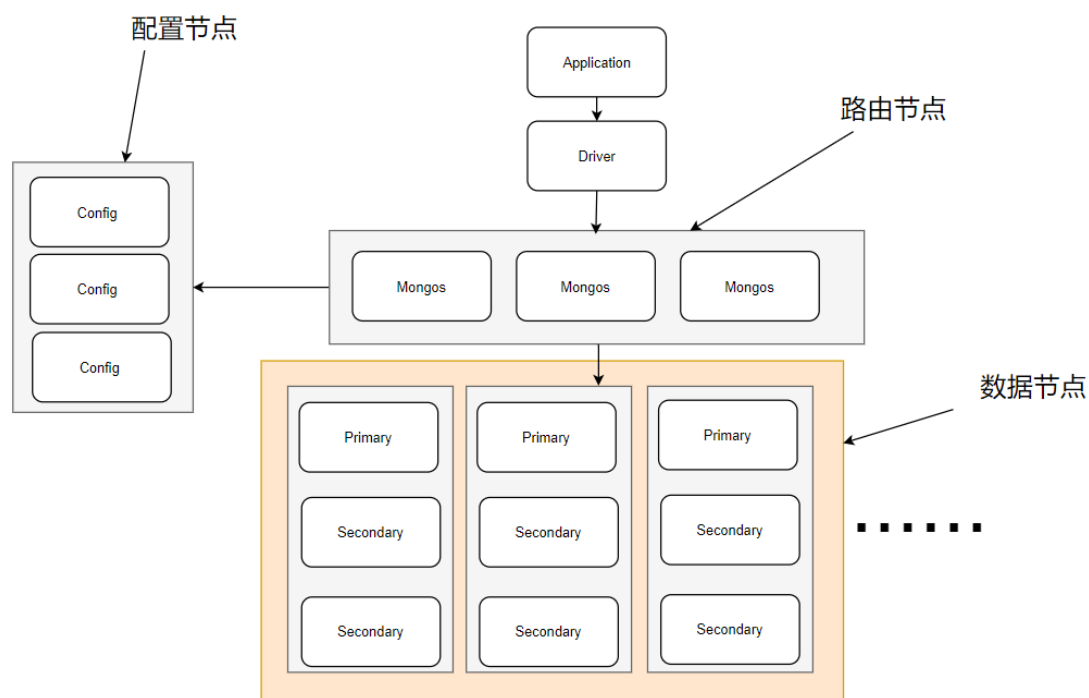 配置节点
Application
路由节点
Driver
Config
Config
Config
Mongos Mongos Mongos
数据节点
Primary Primary Primary
Secondary Secondary Secondary
Secondary Secondary Secondary
......